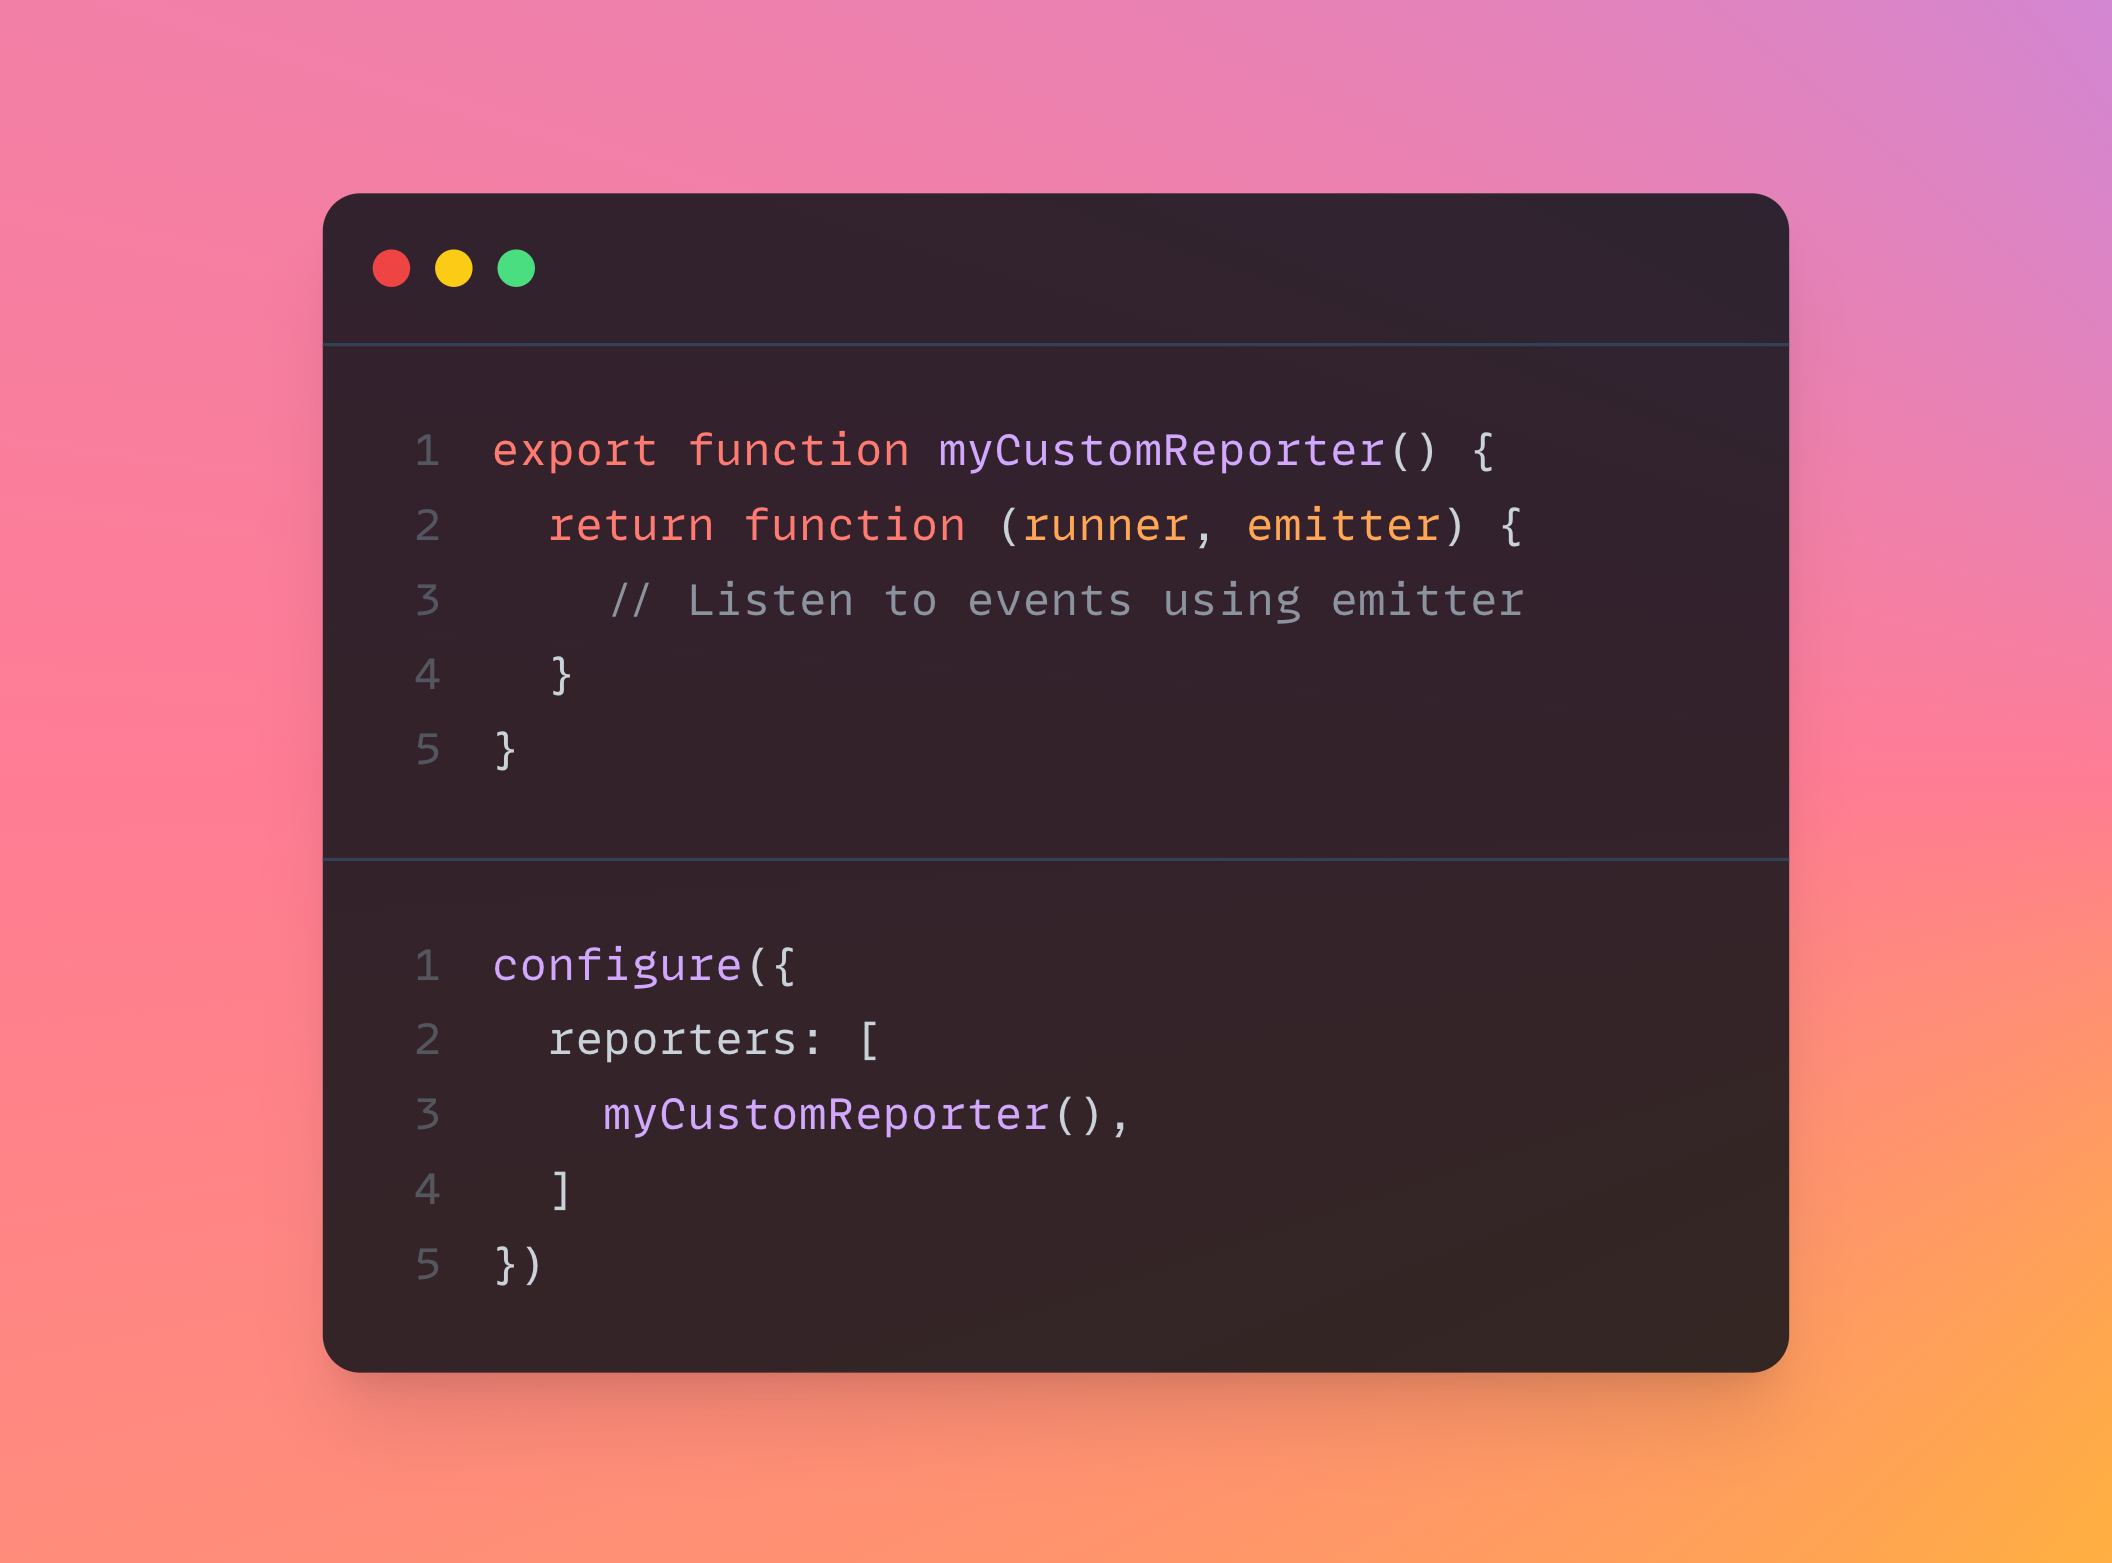 1 export function myCustomReporter() {
2   return function (runner, emitter) {
3     // Listen to events using emitter
4   }
5 }
1 configure({
2   reporters: [
3     myCustomReporter(),
4   ]
5 })